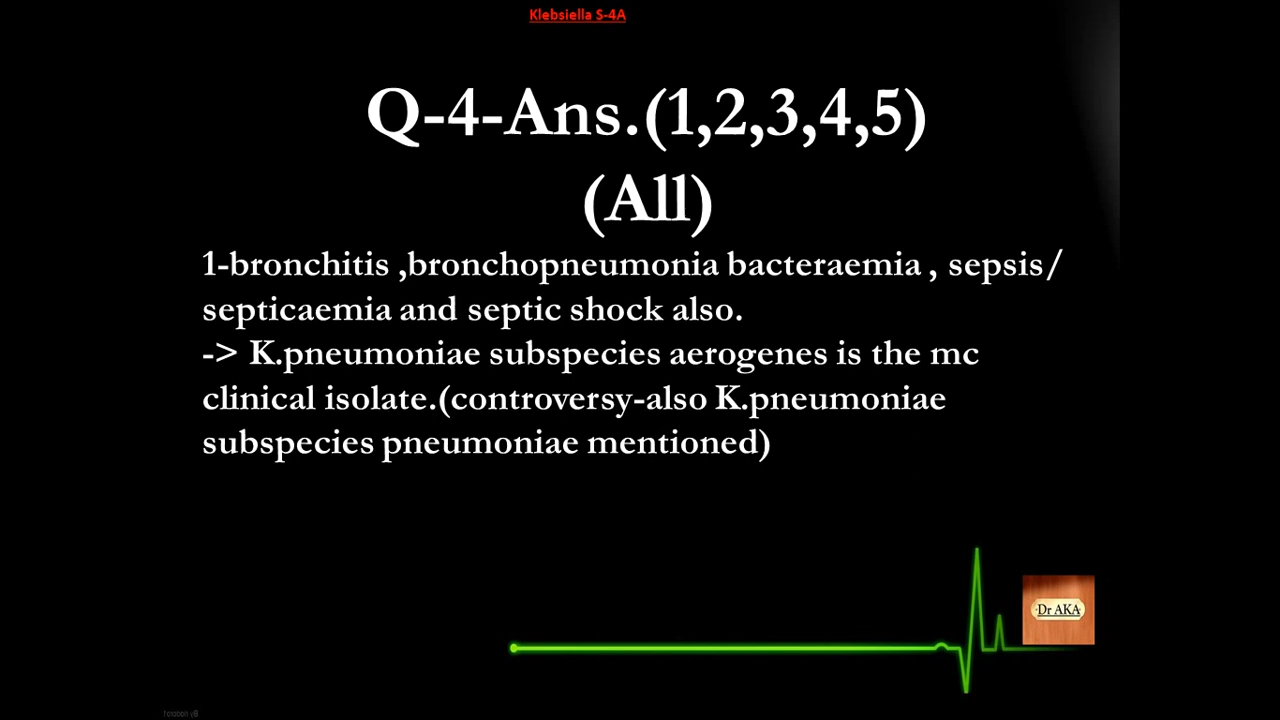 Klebsiella S-4A
Q-4-Ans.(1,2,3,4,5)
(All)
1-bronchitis ,bronchopneumonia bacteraemia , sepsis/
septicaemia and septic shock also.
-> K.pneumoniae subspecies aerogenes is the mc
clinical isolate.(controversy-also K.pneumoniae
subspecies pneumoniae mentioned)
Dr AKA